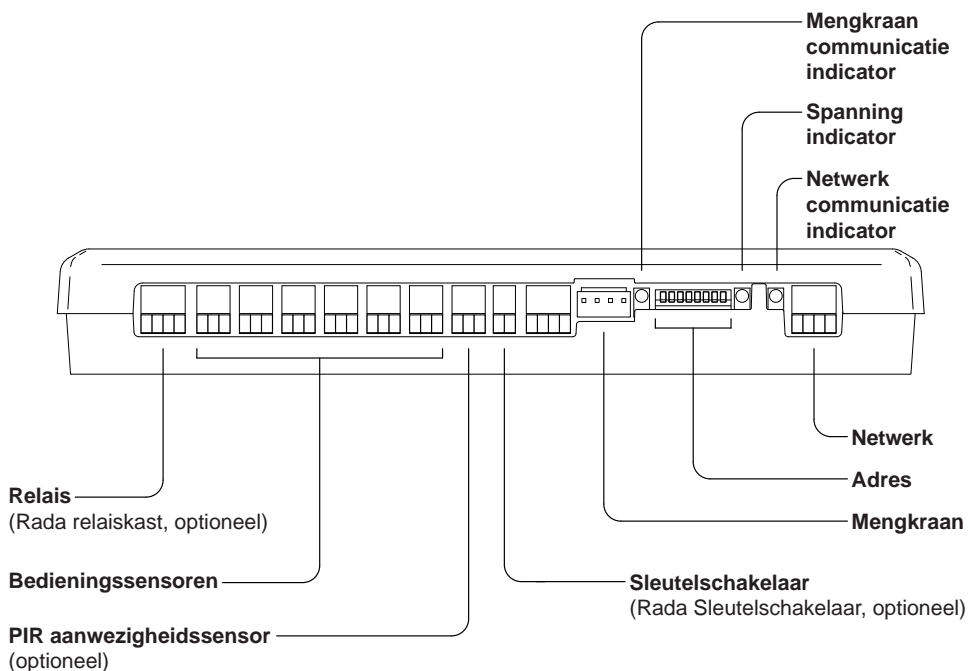 Mengkraan
communicatie
indicator
Spanning
indicator
Netwerk
communicatie
indicator
Netwerk
Adres
Mengkraan
Relais
(Rada relaiskast, optioneel)
Bedieningssensoren
Sleutelschakelaar
(Rada Sleutelschakelaar, optioneel)
PIR aanwezigheidssensor
(optioneel)